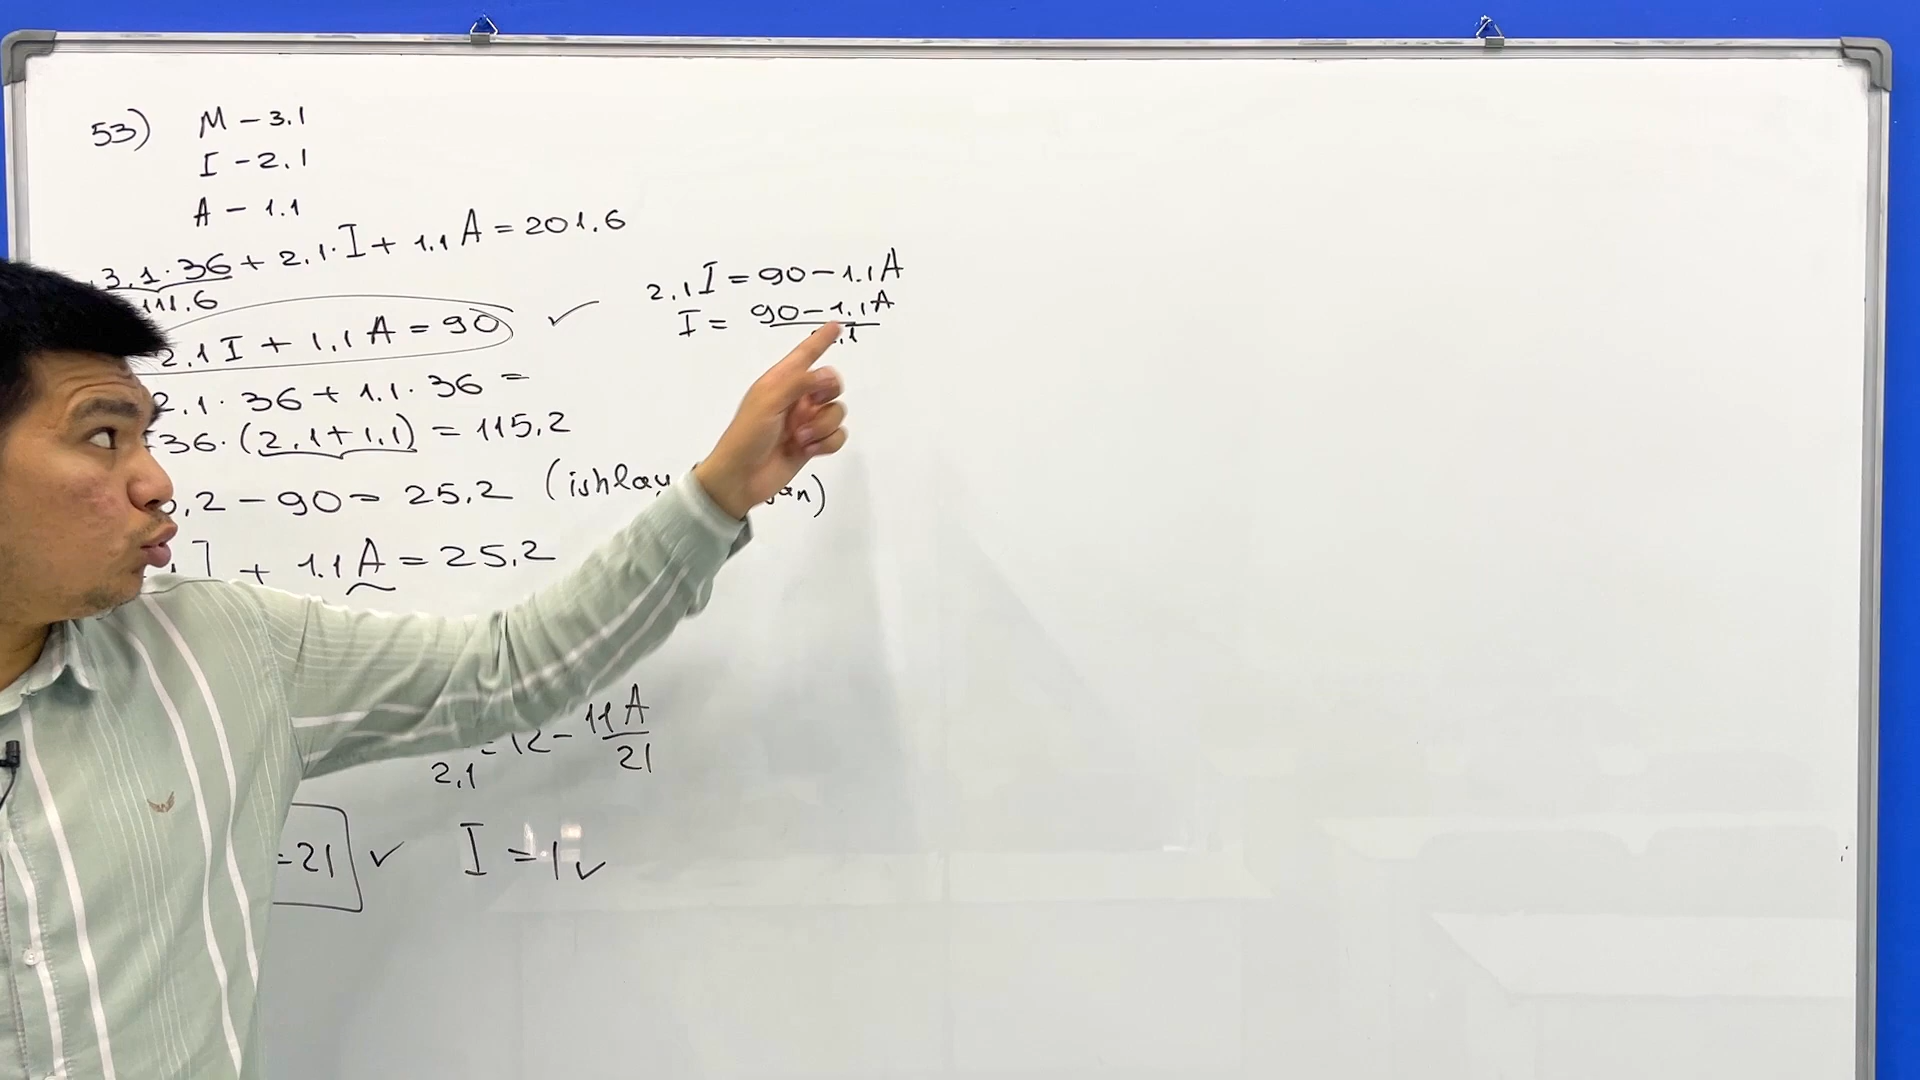 53) M - 3.1
I - 2.1
A - 1.1
3.1 · 36 + 2.1 · I + 1.1 A = 201.6
111.6
2.1 I + 1.1 A = 90 ✓
2.1 · 36 + 1.1 · 36 =
36 · (2.1 + 1.1) = 115.2
.2 - 90 = 25.2 (ishlay
+ 1.1 A = 25.2
2.1 = 12 - 11A/21
= 21 ✓ I = 1 ✓
2.1 I = 90 - 1.1 A
I = 90 - 1.1 A